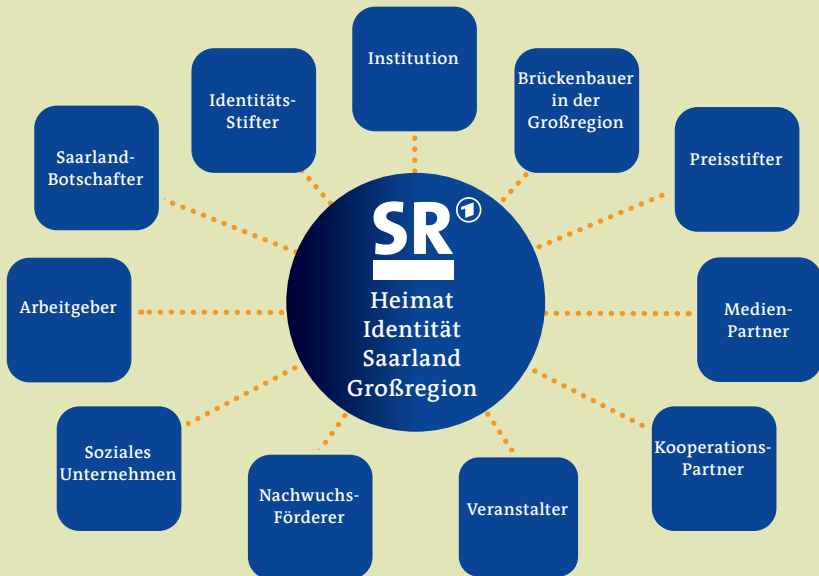 Institution
Brückenbauer
in der
Großregion
Preisstifter
Medien-
Partner
Kooperations-
Partner
Veranstalter
Nachwuchs-
Förderer
Soziales
Unternehmen
Arbeitgeber
Saarland-
Botschafter
Identitäts-
Stifter
SR 1
Heimat
Identität
Saarland
Großregion